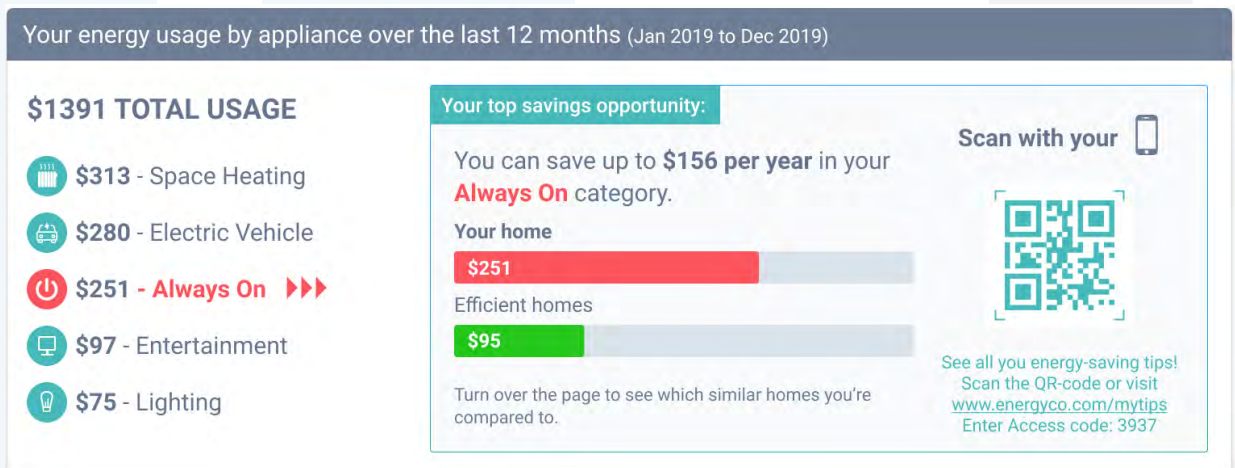 Your energy usage by appliance over the last 12 months (Jan 2019 to Dec 2019)
$1391 TOTAL USAGE
$313 - Space Heating
$280 - Electric Vehicle
$251 - Always On
$97 - Entertainment
$75 - Lighting
Your top savings opportunity:
You can save up to $156 per year in your
Always On category.
Your home
$251
Efficient homes
$95
Turn over the page to see which similar homes you're
compared to.
Scan with your
See all you energy-saving tips!
Scan the QR-code or visit
www.energyco.com/mytips
Enter Access code: 3937